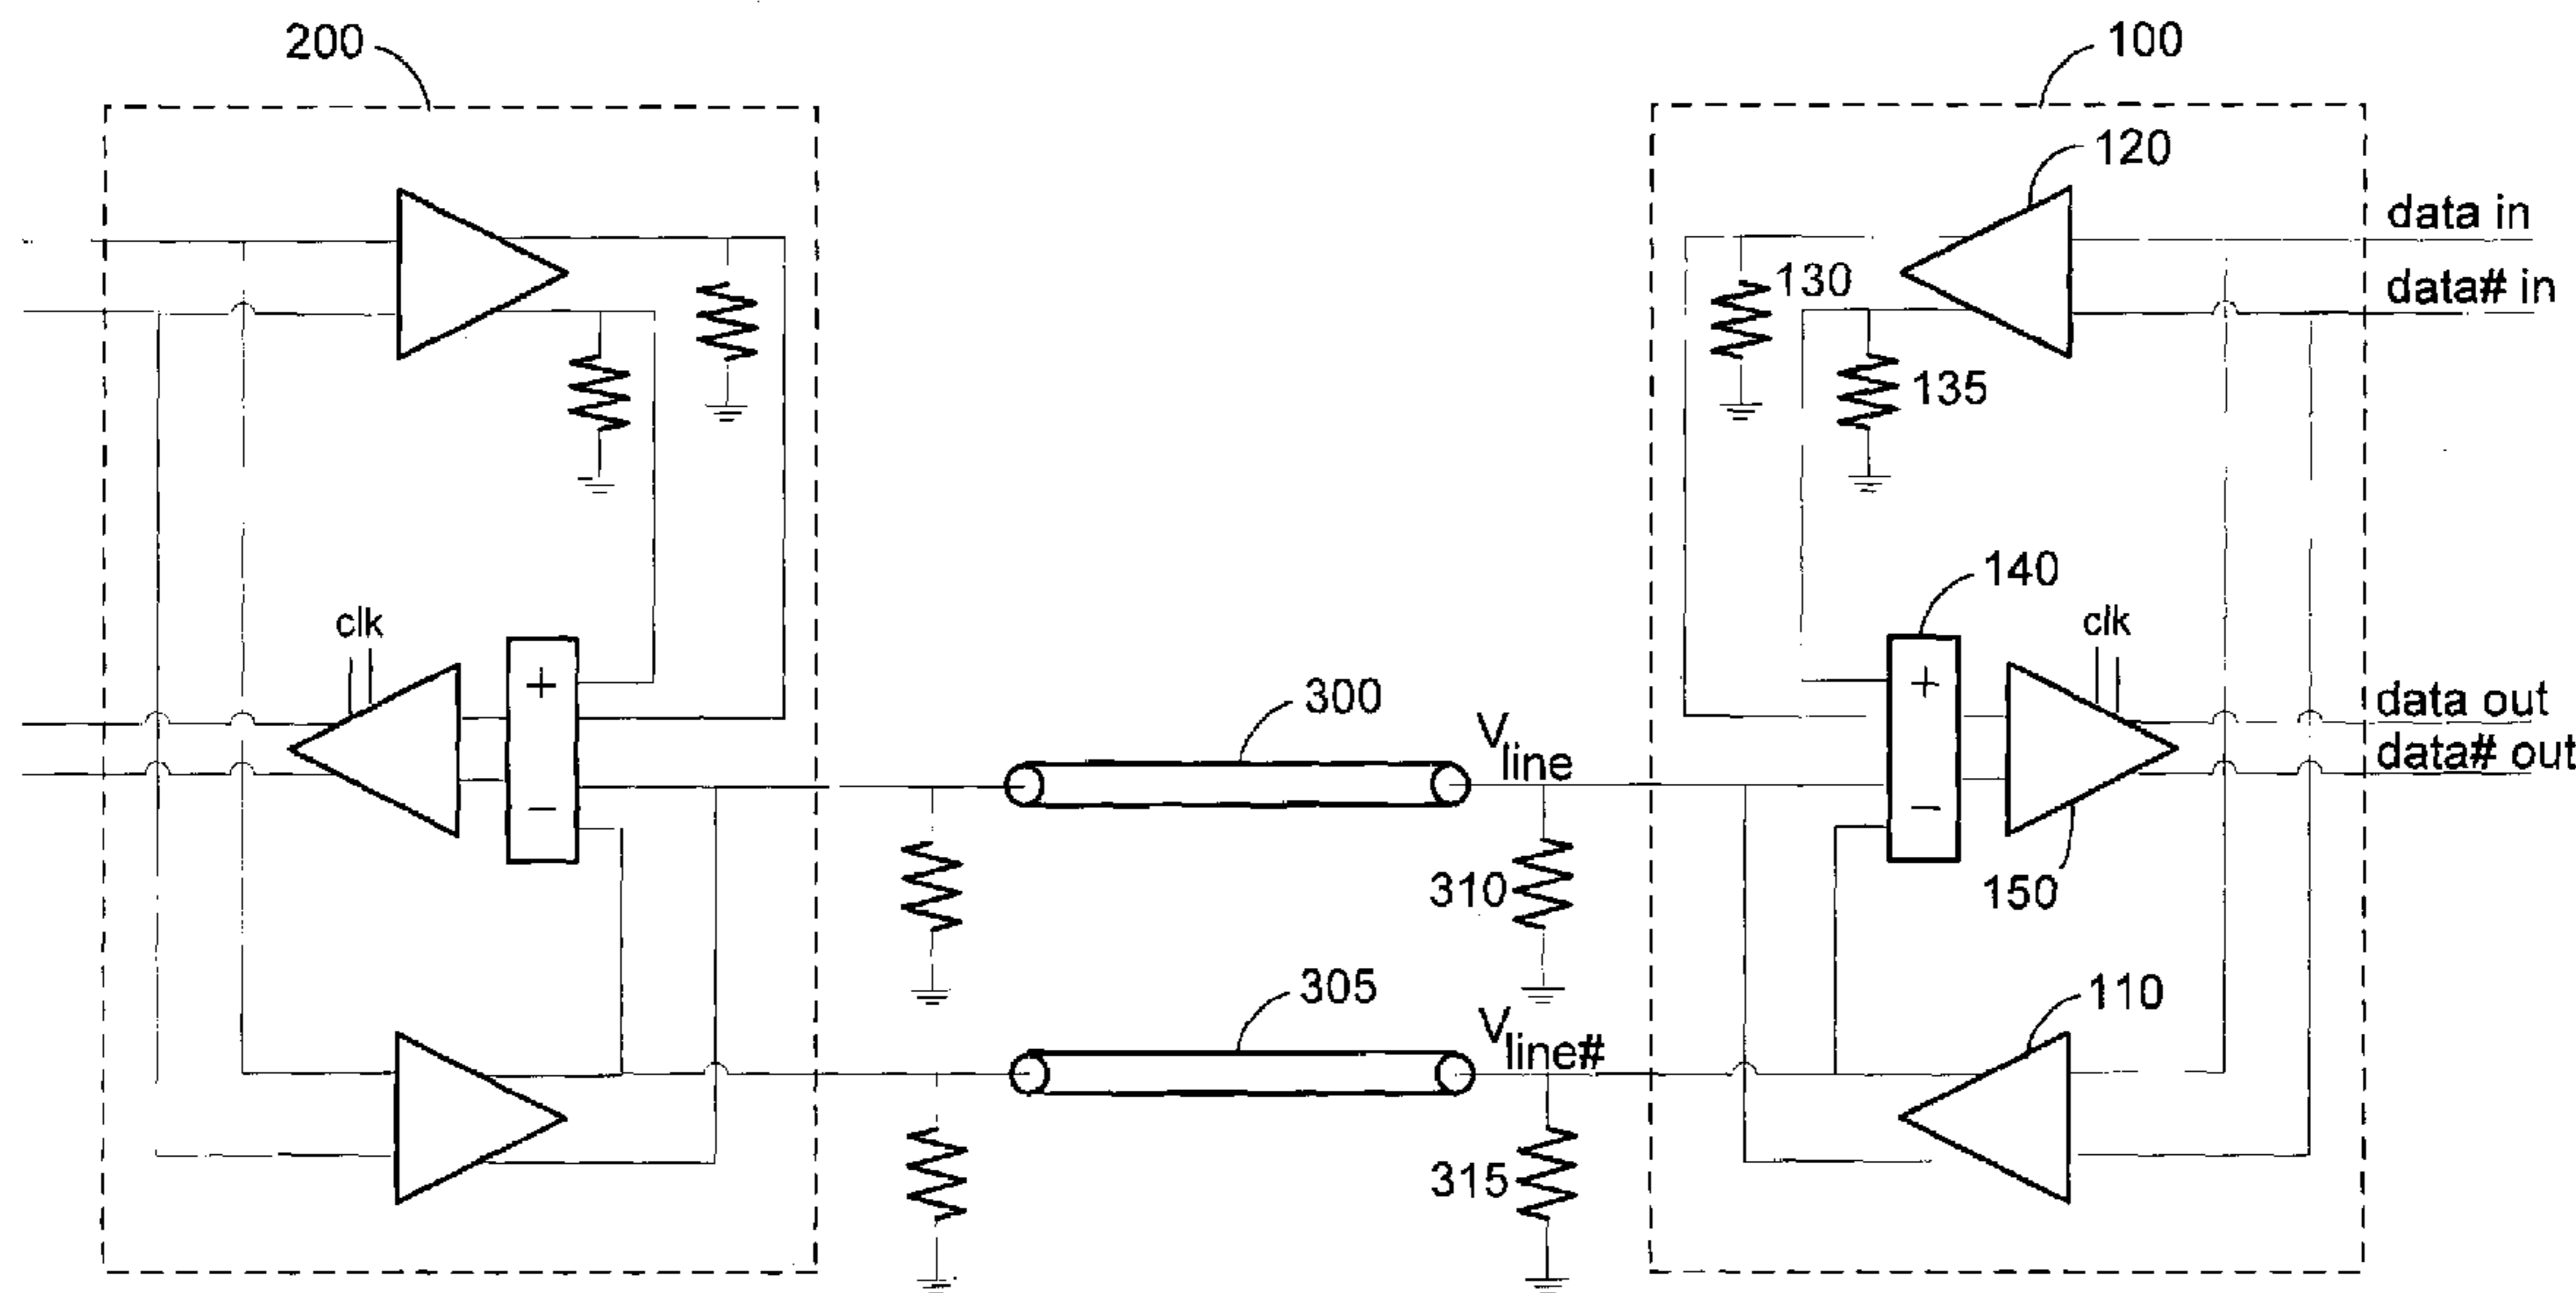 200
100
120
data in
130
data# in
135
140
clk
clk
300
V line
data out
data# out
310
150
305
V line#
110
315
+
+
−
−